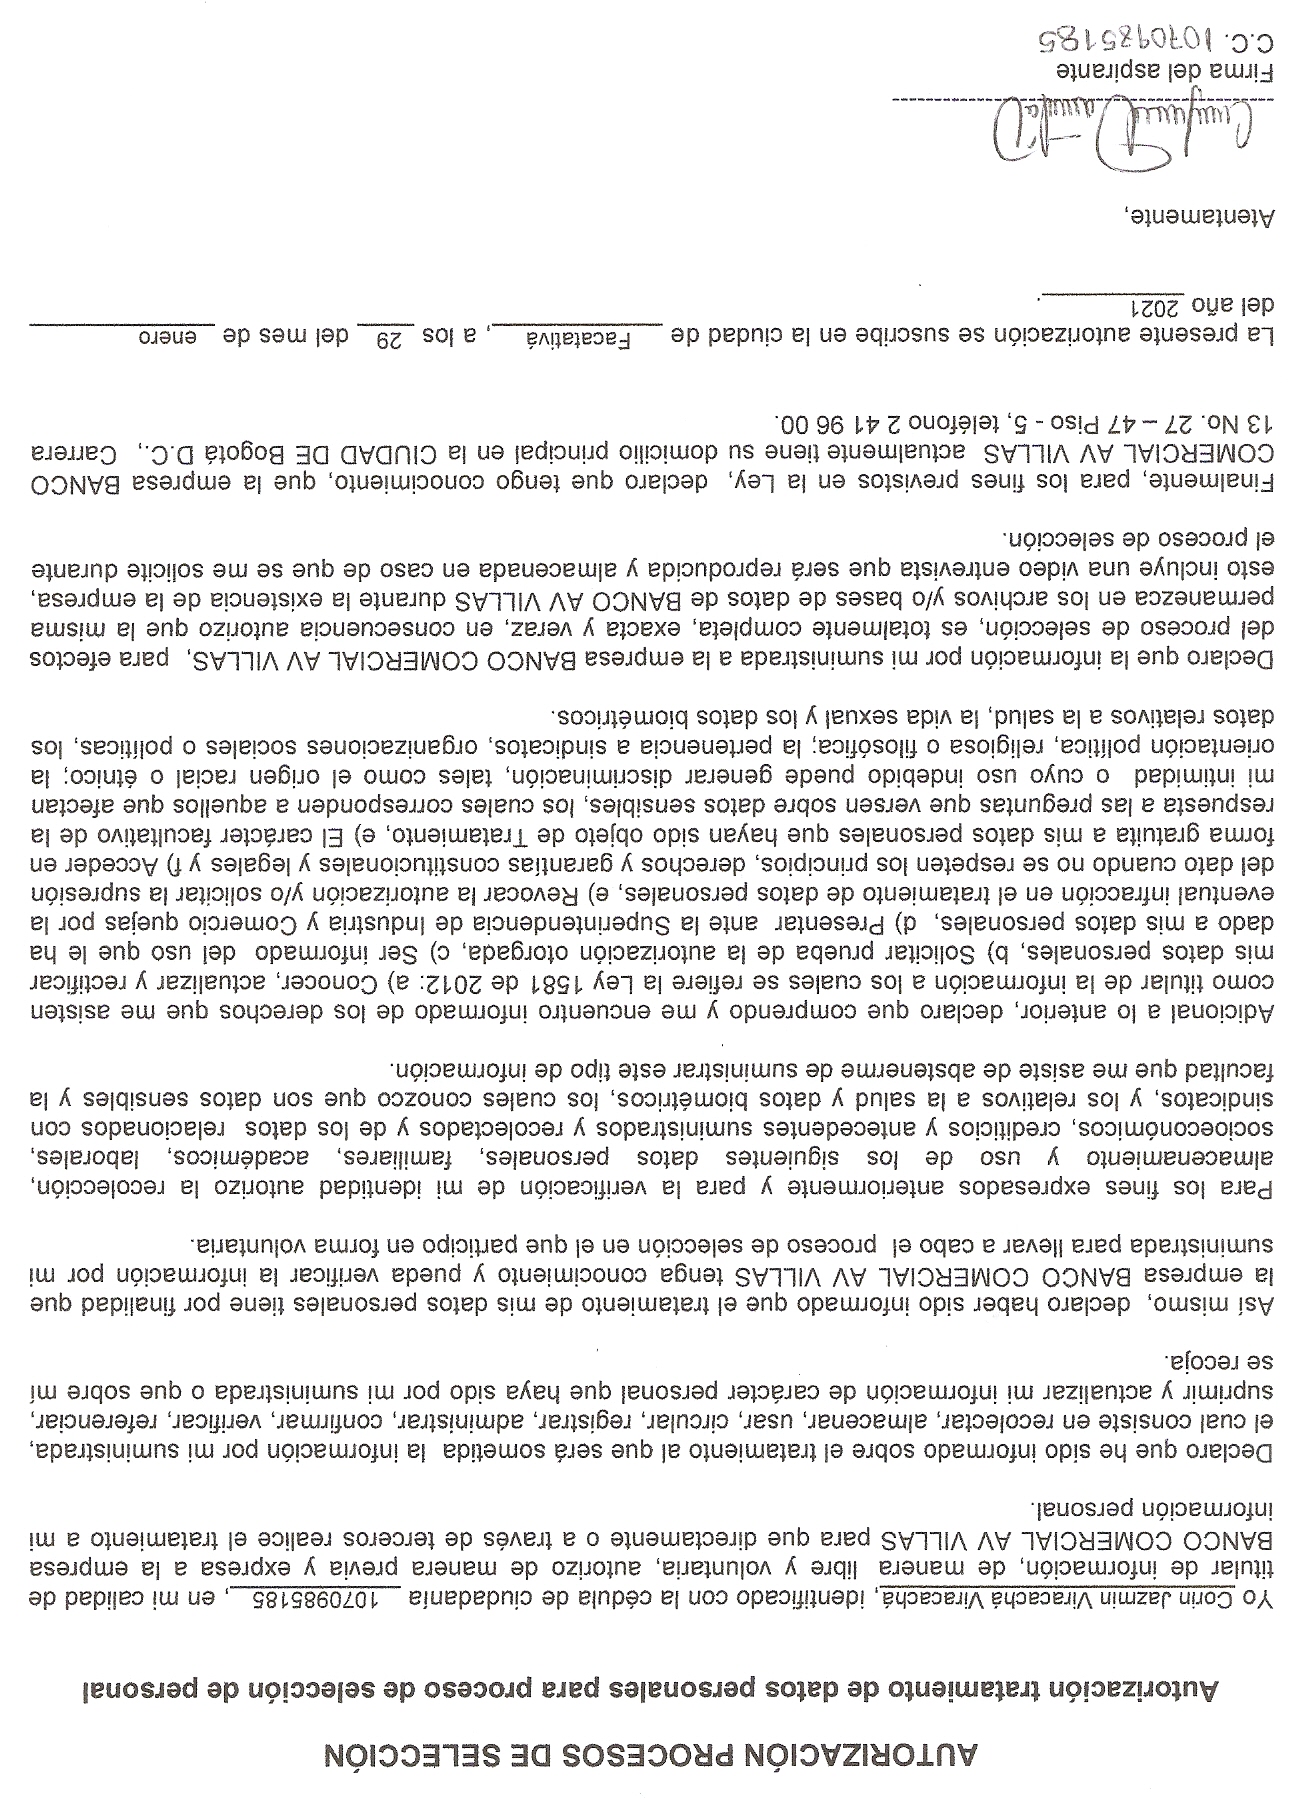 AUTORIZACIÓN PROCESOS DE SELECCIÓN
Autorización tratamiento de datos personales para proceso de selección de personal
Yo Corin Jazmin Viracachá Viracachá, identificado con la cédula de ciudadanía 1070985185, en mi calidad de
titular de información, de manera libre y voluntaria, autorizo de manera previa y expresa a la empresa
BANCO COMERCIAL AV VILLAS para que directamente o a través de terceros realice el tratamiento a mi
información personal.
Declaro que he sido informado sobre el tratamiento al que será sometida la información por mi suministrada,
el cual consiste en recolectar, almacenar, usar, circular, registrar, administrar, confirmar, verificar, referenciar,
suprimir y actualizar mi información de carácter personal que haya sido por mi suministrada o que sobre mí
se recoja.
Así mismo, declaro haber sido informado que el tratamiento de mis datos personales tiene por finalidad que
la empresa BANCO COMERCIAL AV VILLAS tenga conocimiento y pueda verificar la información por mi
suministrada para llevar a cabo el proceso de selección en el que participo en forma voluntaria.
Para los fines expresados anteriormente y para la verificación de mi identidad autorizo la recolección,
almacenamiento y uso de los siguientes datos personales, familiares, académicos, laborales,
socioeconómicos, crediticios y antecedentes suministrados y recolectados y de los datos relacionados con
sindicatos, y los relativos a la salud y datos biométricos, los cuales conozco que son datos sensibles y la
facultad que me asiste de abstenerme de suministrar este tipo de información.
Adicional a lo anterior, declaro que comprendo y me encuentro informado de los derechos que me asisten
como titular de la información a los cuales se refiere la Ley 1581 de 2012: a) Conocer, actualizar y rectificar
mis datos personales, b) Solicitar prueba de la autorización otorgada, c) Ser informado del uso que le ha
dado a mis datos personales, d) Presentar ante la Superintendencia de Industria y Comercio quejas por la
eventual infracción en el tratamiento de datos personales, e) Revocar la autorización y/o solicitar la supresión
del dato cuando no se respeten los principios, derechos y garantías constitucionales y legales y f) Acceder en
forma gratuita a mis datos personales que hayan sido objeto de Tratamiento, e) El carácter facultativo de la
respuesta a las preguntas que versen sobre datos sensibles, los cuales corresponden a aquellos que afectan
mi intimidad o cuyo uso indebido puede generar discriminación, tales como el origen racial o étnico; la
orientación política, religiosa o filosófica; la pertenencia a sindicatos, organizaciones sociales o políticas, los
datos relativos a la salud, la vida sexual y los datos biométricos.
Declaro que la información por mi suministrada a la empresa BANCO COMERCIAL AV VILLAS, para efectos
del proceso de selección, es totalmente completa, exacta y veraz, en consecuencia autorizo que la misma
permanezca en los archivos y/o bases de datos de BANCO AV VILLAS durante la existencia de la empresa,
esto incluye una video entrevista que será reproducida y almacenada en caso de que se me solicite durante
el proceso de selección.
Finalmente, para los fines previstos en la Ley, declaro que tengo conocimiento, que la empresa BANCO
COMERCIAL AV VILLAS actualmente tiene su domicilio principal en la CIUDAD DE Bogotá D.C., Carrera
13 No. 27 – 47 Piso - 5, teléfono 2 41 96 00.
La presente autorización se suscribe en la ciudad de Facatativá, a los 29 del mes de enero
del año 2021.
Atentamente,
Firma del aspirante
C.C. 1070985185